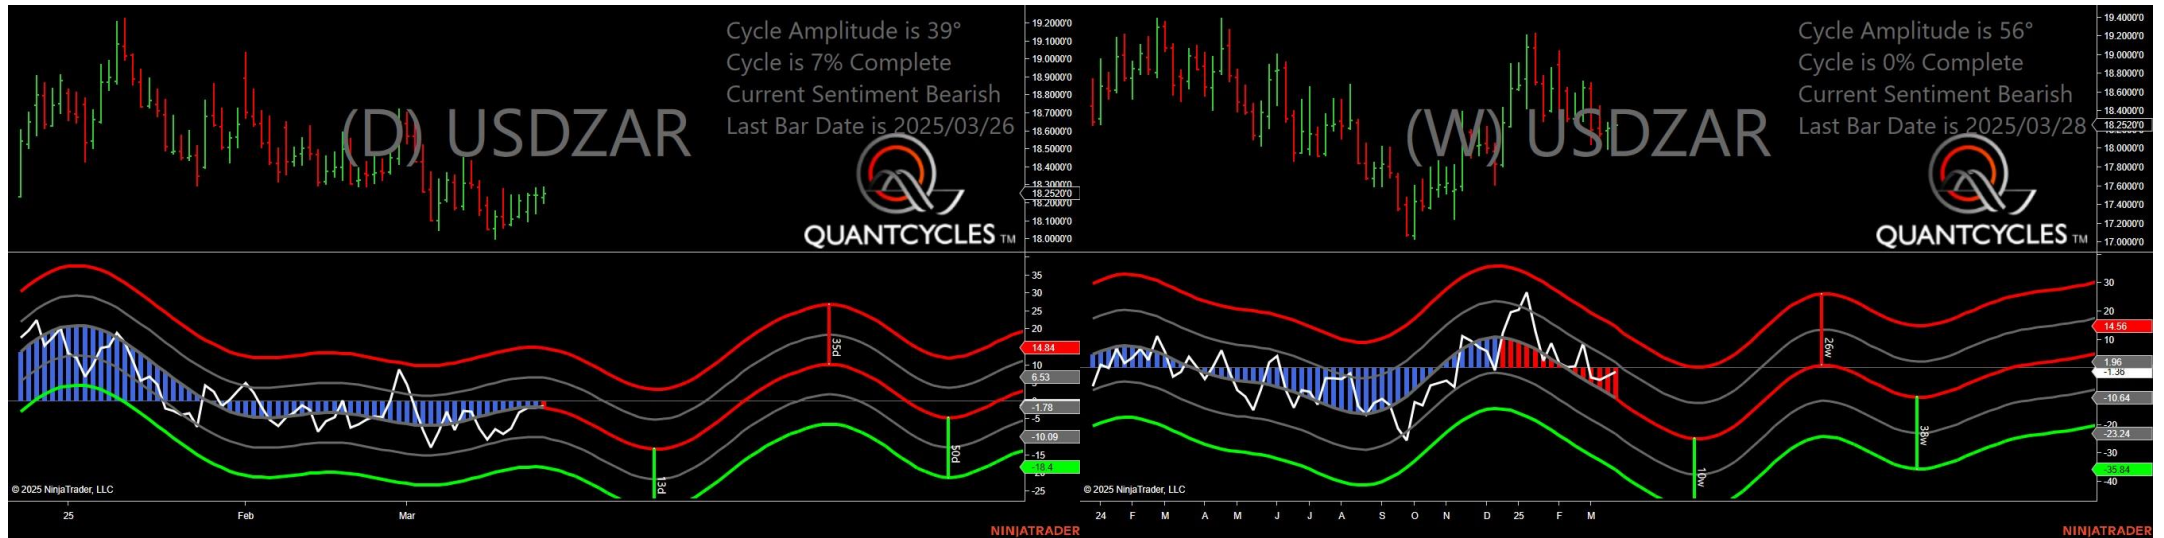 Cycle Amplitude is 39°
Cycle is 7% Complete
Current Sentiment Bearish
Last Bar Date is 2025/03/26
(D) USDZAR
QUANTCYCLES TM
19.2000'0
19.1000'0
19.0000'0
18.9000'0
18.8000'0
18.7000'0
18.6000'0
18.5000'0
18.4000'0
18.3000'0
18.2520'0
18.2000'0
18.1000'0
18.0000'0
35
30
25
20
14.84
10
6.53
-1.78
-5
-10.09
-15
-18.4
-25
13d
35d
50d
© 2025 NinjaTrader, LLC
25
Feb
Mar
NINJATRADER
Cycle Amplitude is 56°
Cycle is 0% Complete
Current Sentiment Bearish
Last Bar Date is 2025/03/28
(W) USDZAR
QUANTCYCLES TM
19.4000'0
19.2000'0
19.0000'0
18.8000'0
18.6000'0
18.4000'0
18.2520'0
18.0000'0
17.8000'0
17.6000'0
17.4000'0
17.2000'0
17.0000'0
30
20
14.56
10
1.96
-1.36
-10.64
-20
-23.24
-30
-35.84
-40
10w
26w
38w
© 2025 NinjaTrader, LLC
24 F M A M J J A S O N D 25 F M
NINJATRADER